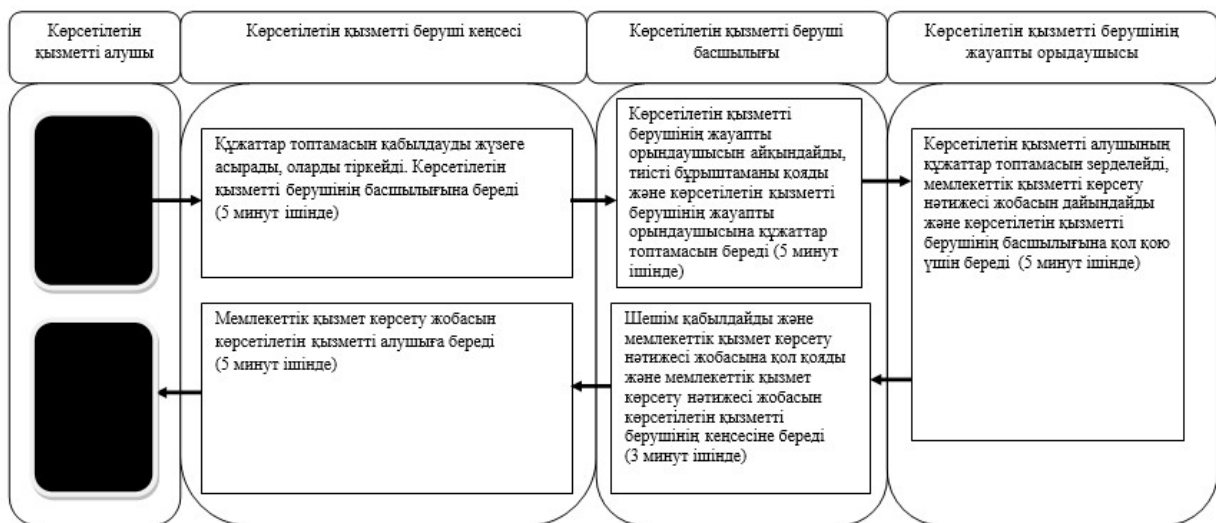 Көрсетілетін
қызметті алушы
Көрсетілетін қызметті беруші кеңсесі
Көрсетілетін қызметті беруші
басшылығы
Көрсетілетін қызметті берушінің
жауапты орыдаушысы
Құжаттар топтамасын қабылдауды жүзеге
асырады, оларды тіркейді. Көрсетілетін
қызметті берушінің басшылығына береді
(5 минут ішінде)
Көрсетілетін қызметті
берушінің жауапты
орындаушысын айқындайды,
тиісті бұрыштаманы қояды
және көрсетілетін қызметті
берушінің жауапты
орындаушысына құжаттар
топтамасын береді (5 минут
ішінде)
Көрсетілетін қызметті алушының
құжаттар топтамасын зерделейді,
мемлекеттік қызметті көрсету
нәтижесі жобасын дайындайды
және көрсетілетін қызметті
берушінің басшылығына қол қою
үшін береді (5 минут ішінде)
Мемлекеттік қызмет көрсету жобасын
көрсетілетін қызметті алушыға береді
(5 минут ішінде)
Шешім қабылдайды және
мемлекеттік қызмет көрсету
нәтижесі жобасына қол қояды
және мемлекеттік қызмет
көрсету нәтижесі жобасын
көрсетілетін қызметті
берушінің кеңсесіне береді
(3 минут ішінде)